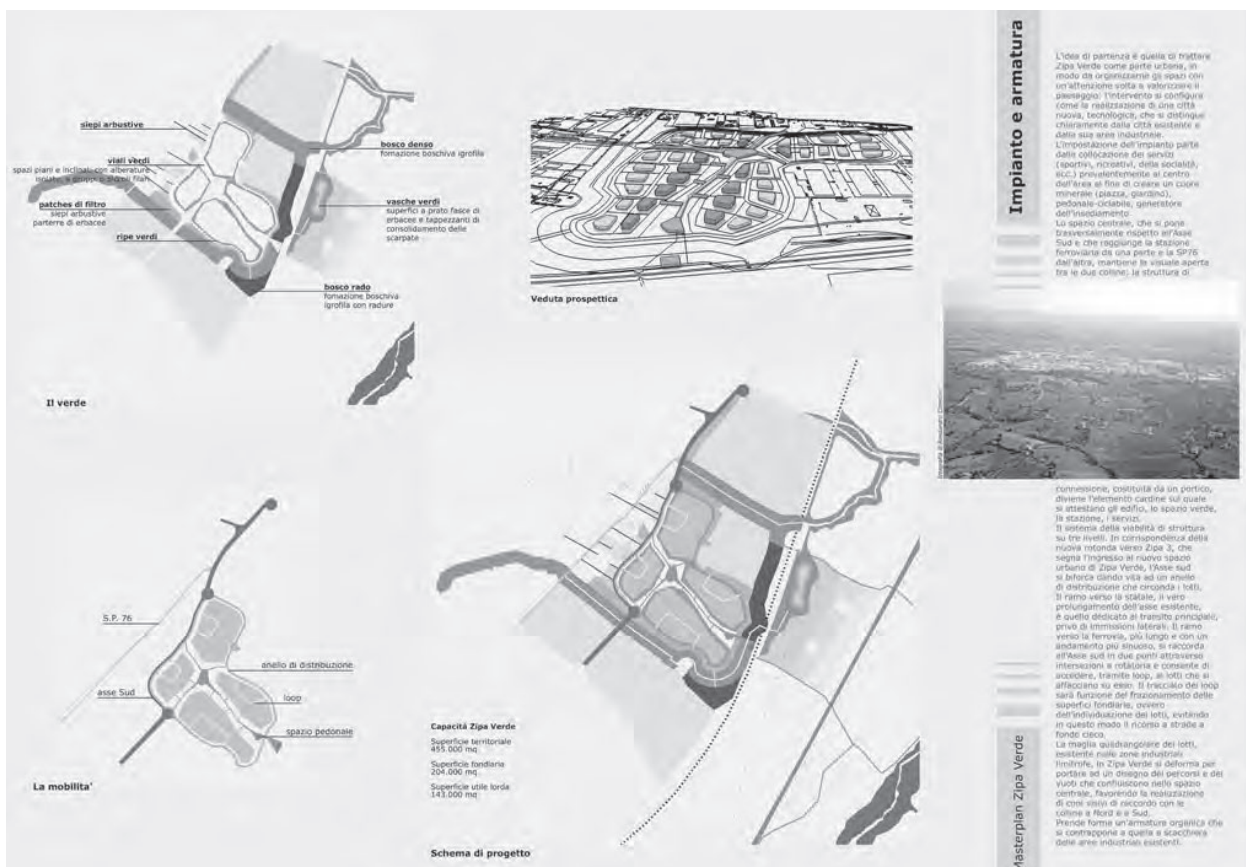 siepi arbustive
viali verdi
spazi piani e inclinati con alberature
isolate, a gruppi o piccoli filari
patches di filtro
siepi arbustive
parterre di erbacee
ripe verdi
bosco denso
fomazione boschiva igrofila
vasche verdi
superfici a prato fasce di
erbacee e tappezzanti di
consolidamento delle
scarpate
bosco rado
fomazione boschiva
igrofila con radure
Il verde
Veduta prospettica
S.P. 76
anello di distribuzione
asse Sud
loop
spazio pedonale
La mobilita'
Capacità Zipa Verde
Superficie territoriale
455.000 mq
Superficie fondiaria
204.000 mq
Superficie utile lorda
143.000 mq
Schema di progetto
Impianto e armatura
L'idea di partenza è quella di trattare
Zipa Verde come parte urbana, in
modo da organizzarne gli spazi con
un'attenzione volta a valorizzare il
paesaggio: l'intervento si configura
come la realizzazione di una città
nuova, tecnologica, che si distingue
chiaramente dalla città esistente e
dalla sua area industriale.
L'impostazione dell'impianto parte
dalla collocazione dei servizi
(sportivi, ricreativi, della socialità,
ecc.) prevalentemente al centro
dell'area al fine di creare un cuore
minerale (piazza, giardino),
pedonale-ciclabile, generatore
dell'insediamento.
Lo spazio centrale, che si pone
trasversalmente rispetto all'Asse
Sud e che raggiunge la stazione
ferroviaria da una parte e la SP76
dall'altra, mantiene la visuale aperta
tra le due colline; la struttura di
connessione, costituita da un portico,
diviene l'elemento cardine sul quale
si attestano gli edifici, lo spazio verde,
la stazione, i servizi.
Il sistema della viabilità di struttura
su tre livelli. In corrispondenza della
nuova rotonda verso Zipa 3, che
segna l'ingresso al nuovo spazio
urbano di Zipa Verde, l'Asse sud
si biforca dando vita ad un anello
di distribuzione che circonda i lotti.
Il ramo verso la statale, il vero
prolungamento dell'asse esistente,
è quello dedicato al transito principale,
privo di immissioni laterali. Il ramo
verso la ferrovia, più lungo e con un
andamento più sinuoso, si raccorda
all'Asse sud in due punti attraverso
intersezioni a rotatoria e consente di
accedere, tramite loop, ai lotti che si
affacciano su esso. Il tracciato dei loop
sarà funzione del frazionamento delle
superfici fondiarie, ovvero
dell'individuazione dei lotti, evitando
in questo modo il ricorso a strade a
fondo cieco.
La maglia quadrangolare dei lotti,
esistente nelle zone industriali
limitrofe, in Zipa Verde si deforma per
portare ad un disegno dei percorsi e dei
vuoti che confluiscono nello spazio
centrale, favorendo la realizzazione
di coni visivi di raccordo con le
colline a Nord e a Sud.
Prende forma un'armatura organica che
si contrappone a quella a scacchiera
delle aree industriali esistenti.
Masterplan Zipa Verde